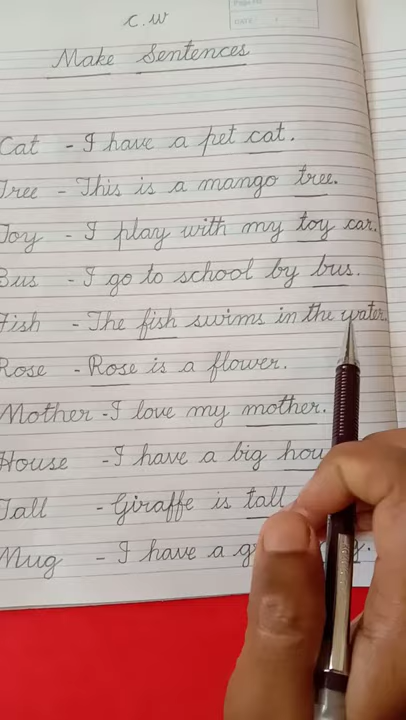 C.W
Make Sentences
Cat - I have a pet cat.
Tree - This is a mango tree.
Toy - I play with my toy car.
Bus - I go to school by bus.
Fish - The fish swims in the water.
Rose - Rose is a flower.
Mother - I love my mother.
House - I have a big
Tall - Giraffe is tall
Mug - I have a